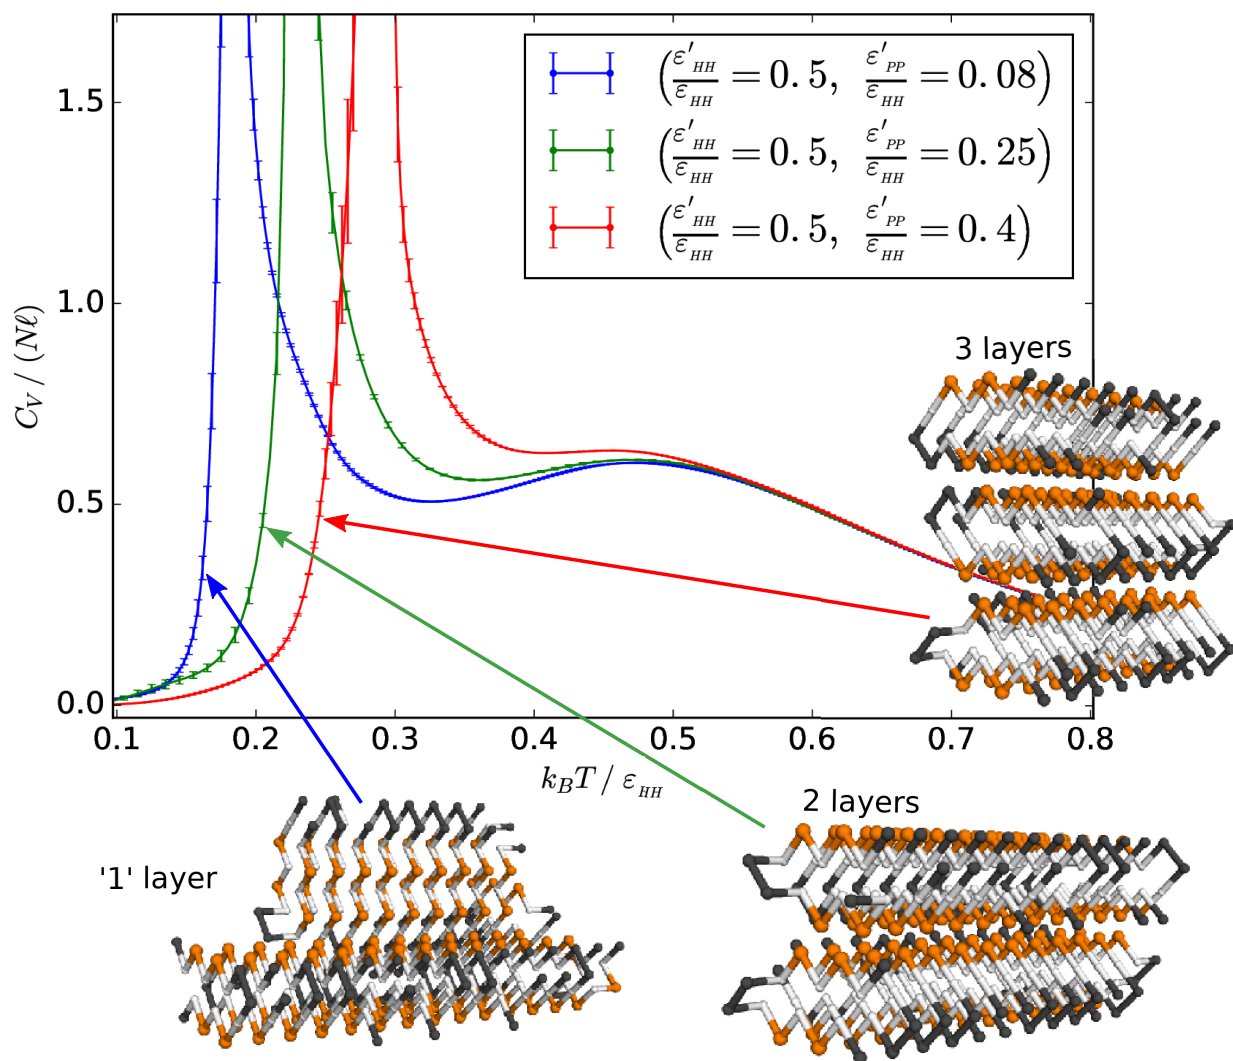 1.5
1.0
0.5
0.0
C_V / (Nℓ)
(ε′_HH/ε_HH = 0.5, ε′_PP/ε_HH = 0.08)
(ε′_HH/ε_HH = 0.5, ε′_PP/ε_HH = 0.25)
(ε′_HH/ε_HH = 0.5, ε′_PP/ε_HH = 0.4)
3 layers
0.1 0.2 0.3 0.4 0.5 0.6 0.7 0.8
k_B T / ε_HH
2 layers
'1' layer